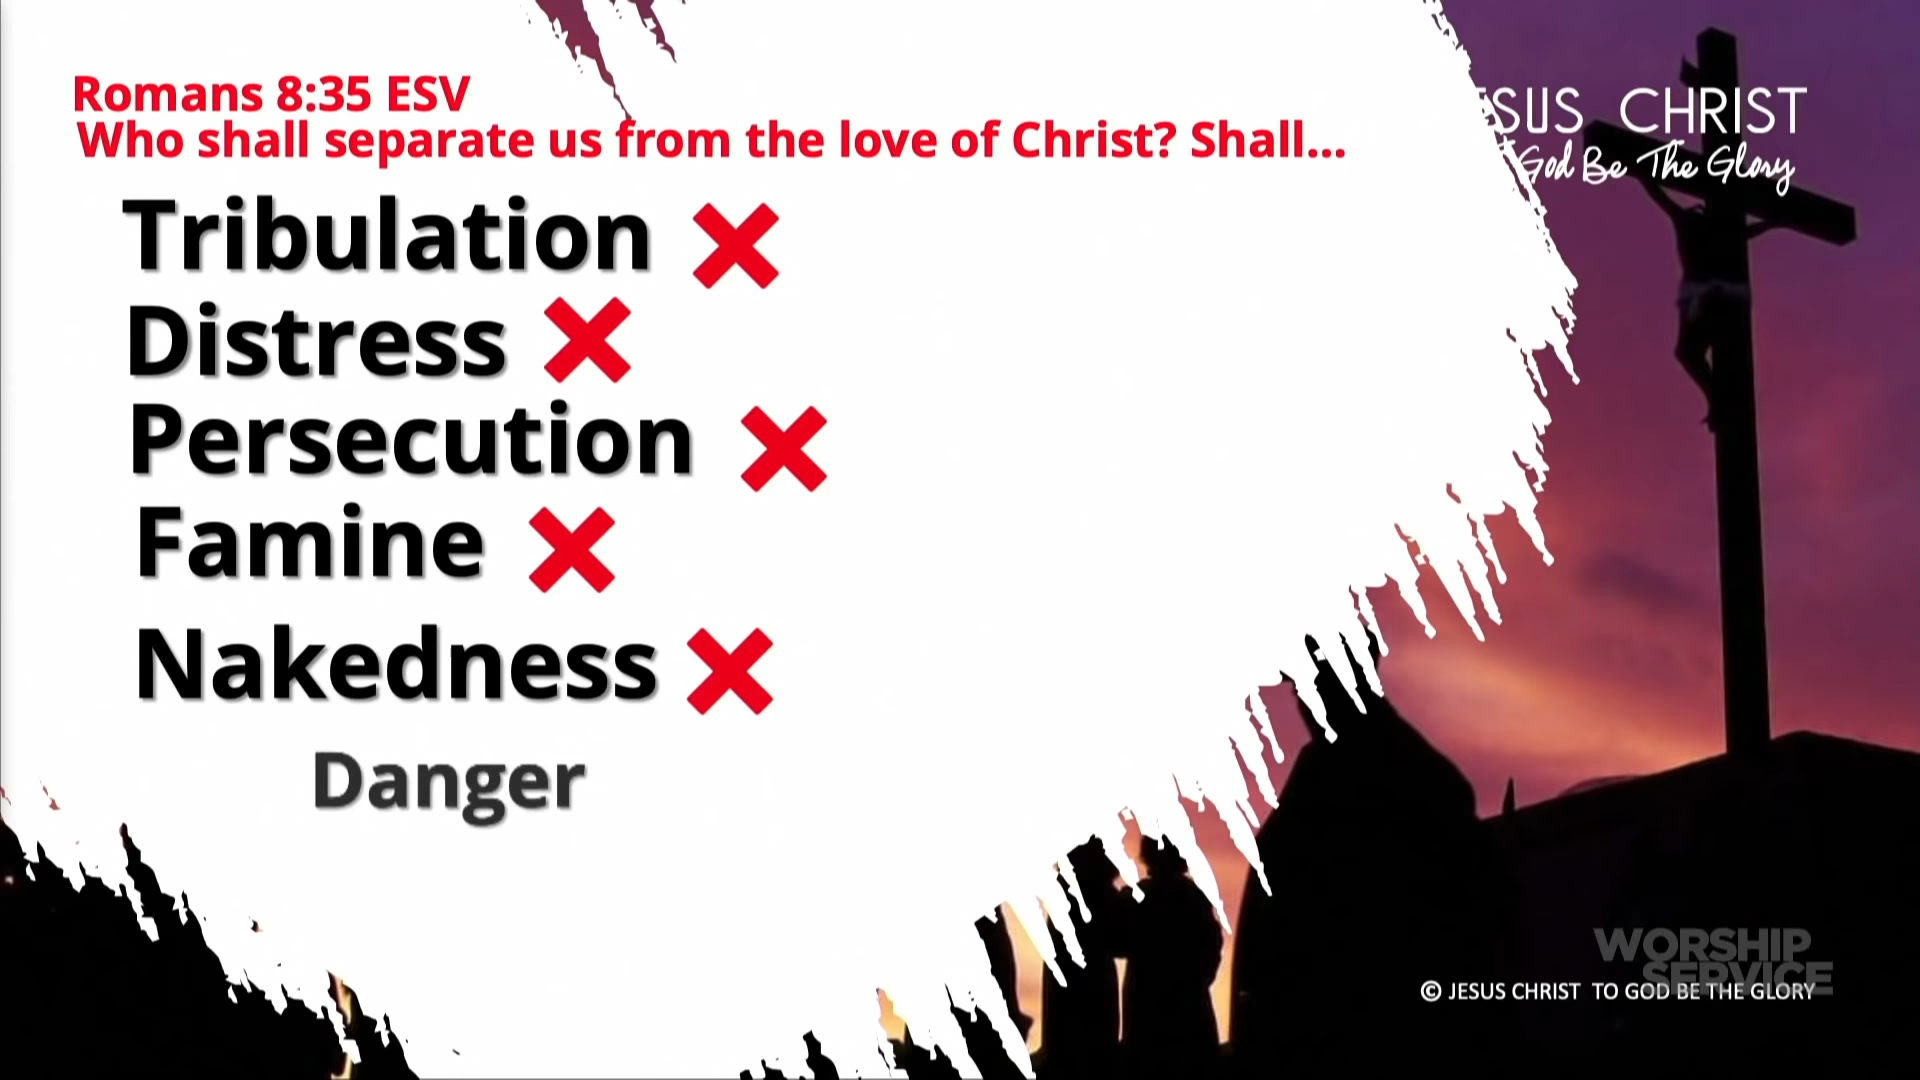 Romans 8:35 ESV
Who shall separate us from the love of Christ? Shall...
Tribulation
Distress
Persecution
Famine
Nakedness
Danger
ESUS CHRIST
God Be The Glory
WORSHIP
SERVICE
© JESUS CHRIST TO GOD BE THE GLORY